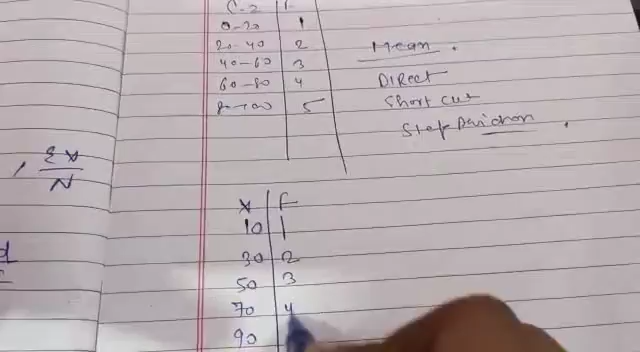 C-I | F
0-20 | 1
20-40 | 2
40-60 | 3
60-80 | 4
80-100 | 5
Mean.
Direct
Short cut
Step Deviation.
ΣX
N
X | F
10 | 1
30 | 2
50 | 3
70 | 4
90